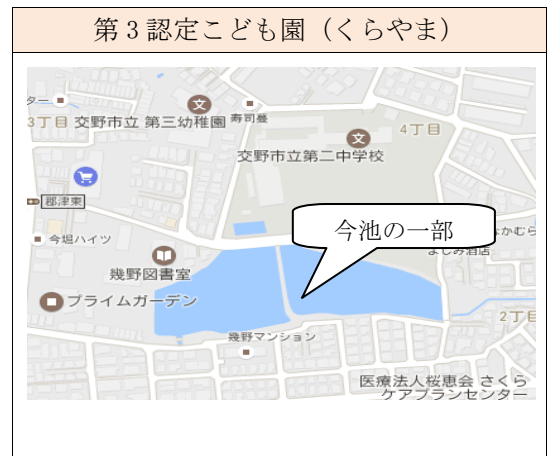 第3認定こども園（くらやま）
ター
3丁目
交野市立 第三幼稚園
寿司疊
4丁目
交野市立第二中学校
郡津東
今堀ハイツ
今池の一部
なかむら
よしみ酒店
幾野図書室
プライムガーデン
2丁目
幾野マンション
医療法人桜恵会 さくら
ケアプランセンター